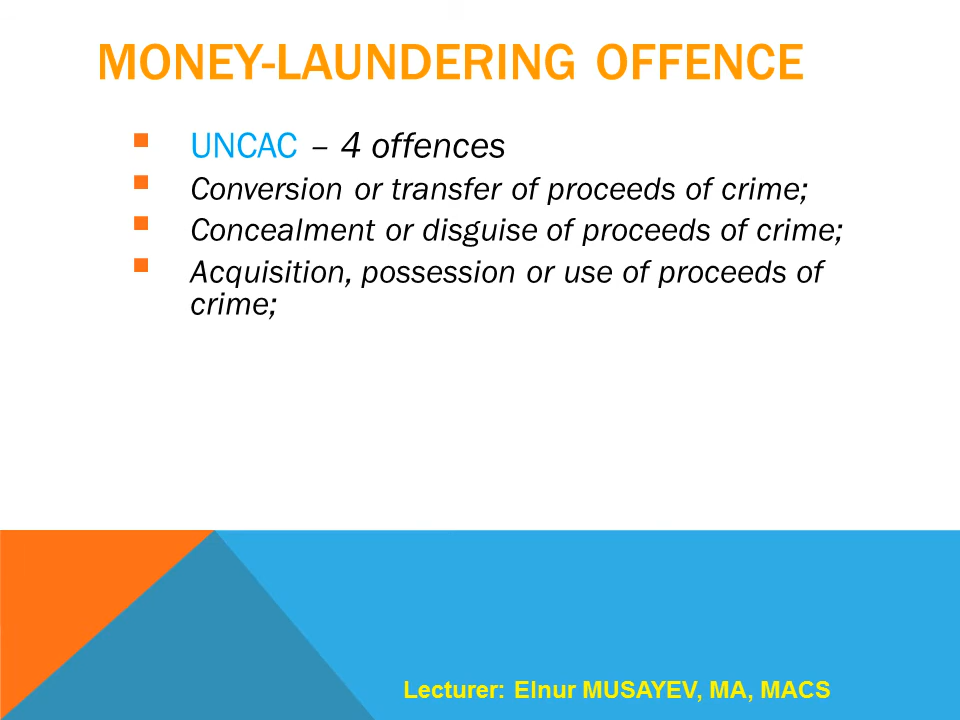 MONEY-LAUNDERING OFFENCE
UNCAC – 4 offences
Conversion or transfer of proceeds of crime;
Concealment or disguise of proceeds of crime;
Acquisition, possession or use of proceeds of
crime;
Lecturer: Elnur MUSAYEV, MA, MACS